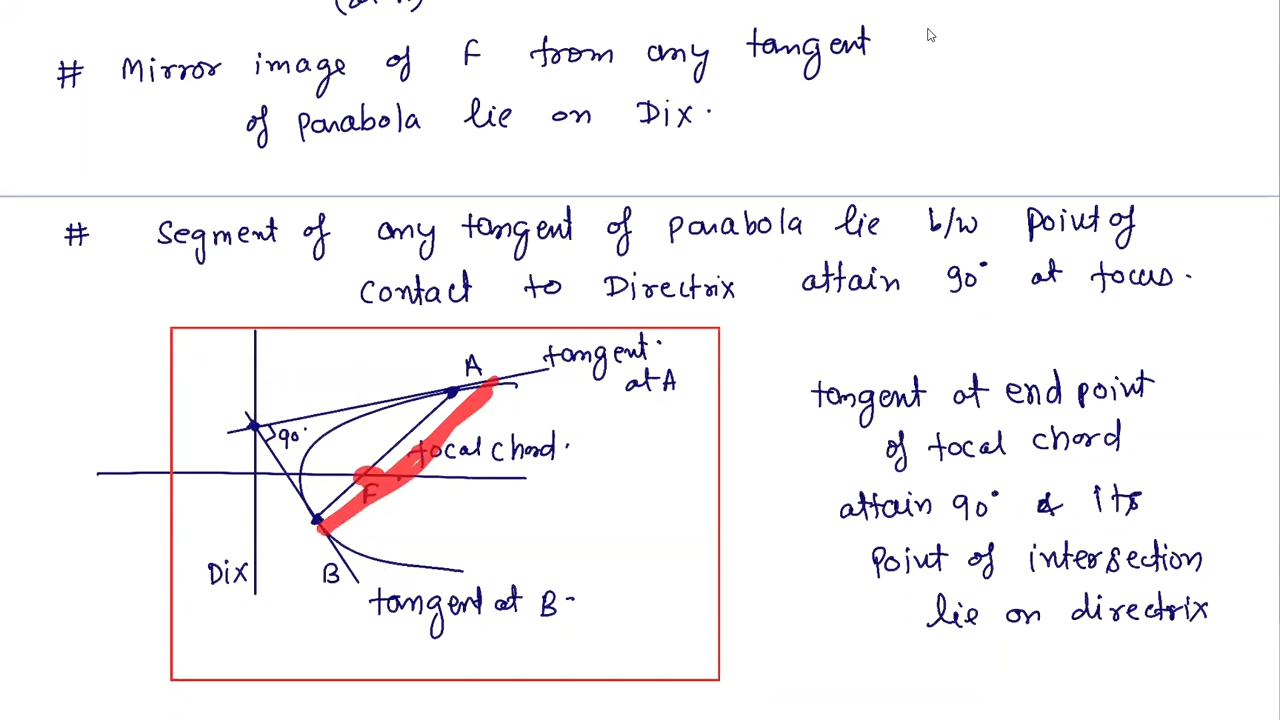 # Mirror image of F from any tangent
of parabola lie on Dix.
# Segment of any tangent of parabola lie b/w point of
contact to Directrix attain 90° at focus.
A
tangent
at A
90°
focal chord.
F
Dix
B
tangent at B
tangent at end point
of focal chord
attain 90° & its
point of intersection
lie on directrix